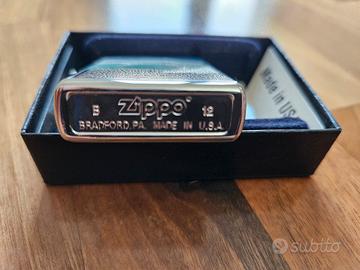 B zippo 12
BRADFORD, PA. MADE IN U.S.A.
Made in US
subito